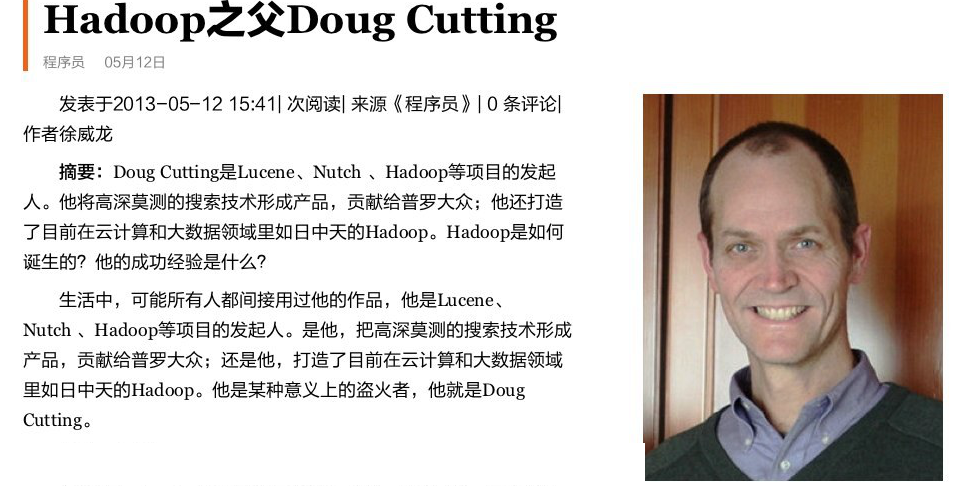 Hadoop之父Doug Cutting
程序员 05月12日
发表于2013-05-12 15:41| 次阅读| 来源《程序员》| 0 条评论|
作者徐威龙
摘要：Doug Cutting是Lucene、Nutch 、Hadoop等项目的发起
人。他将高深莫测的搜索技术形成产品，贡献给普罗大众；他还打造
了目前在云计算和大数据领域里如日中天的Hadoop。Hadoop是如何
诞生的？他的成功经验是什么？
生活中，可能所有人都间接用过他的作品，他是Lucene、
Nutch 、Hadoop等项目的发起人。是他，把高深莫测的搜索技术形成
产品，贡献给普罗大众；还是他，打造了目前在云计算和大数据领域
里如日中天的Hadoop。他是某种意义上的盗火者，他就是Doug
Cutting。